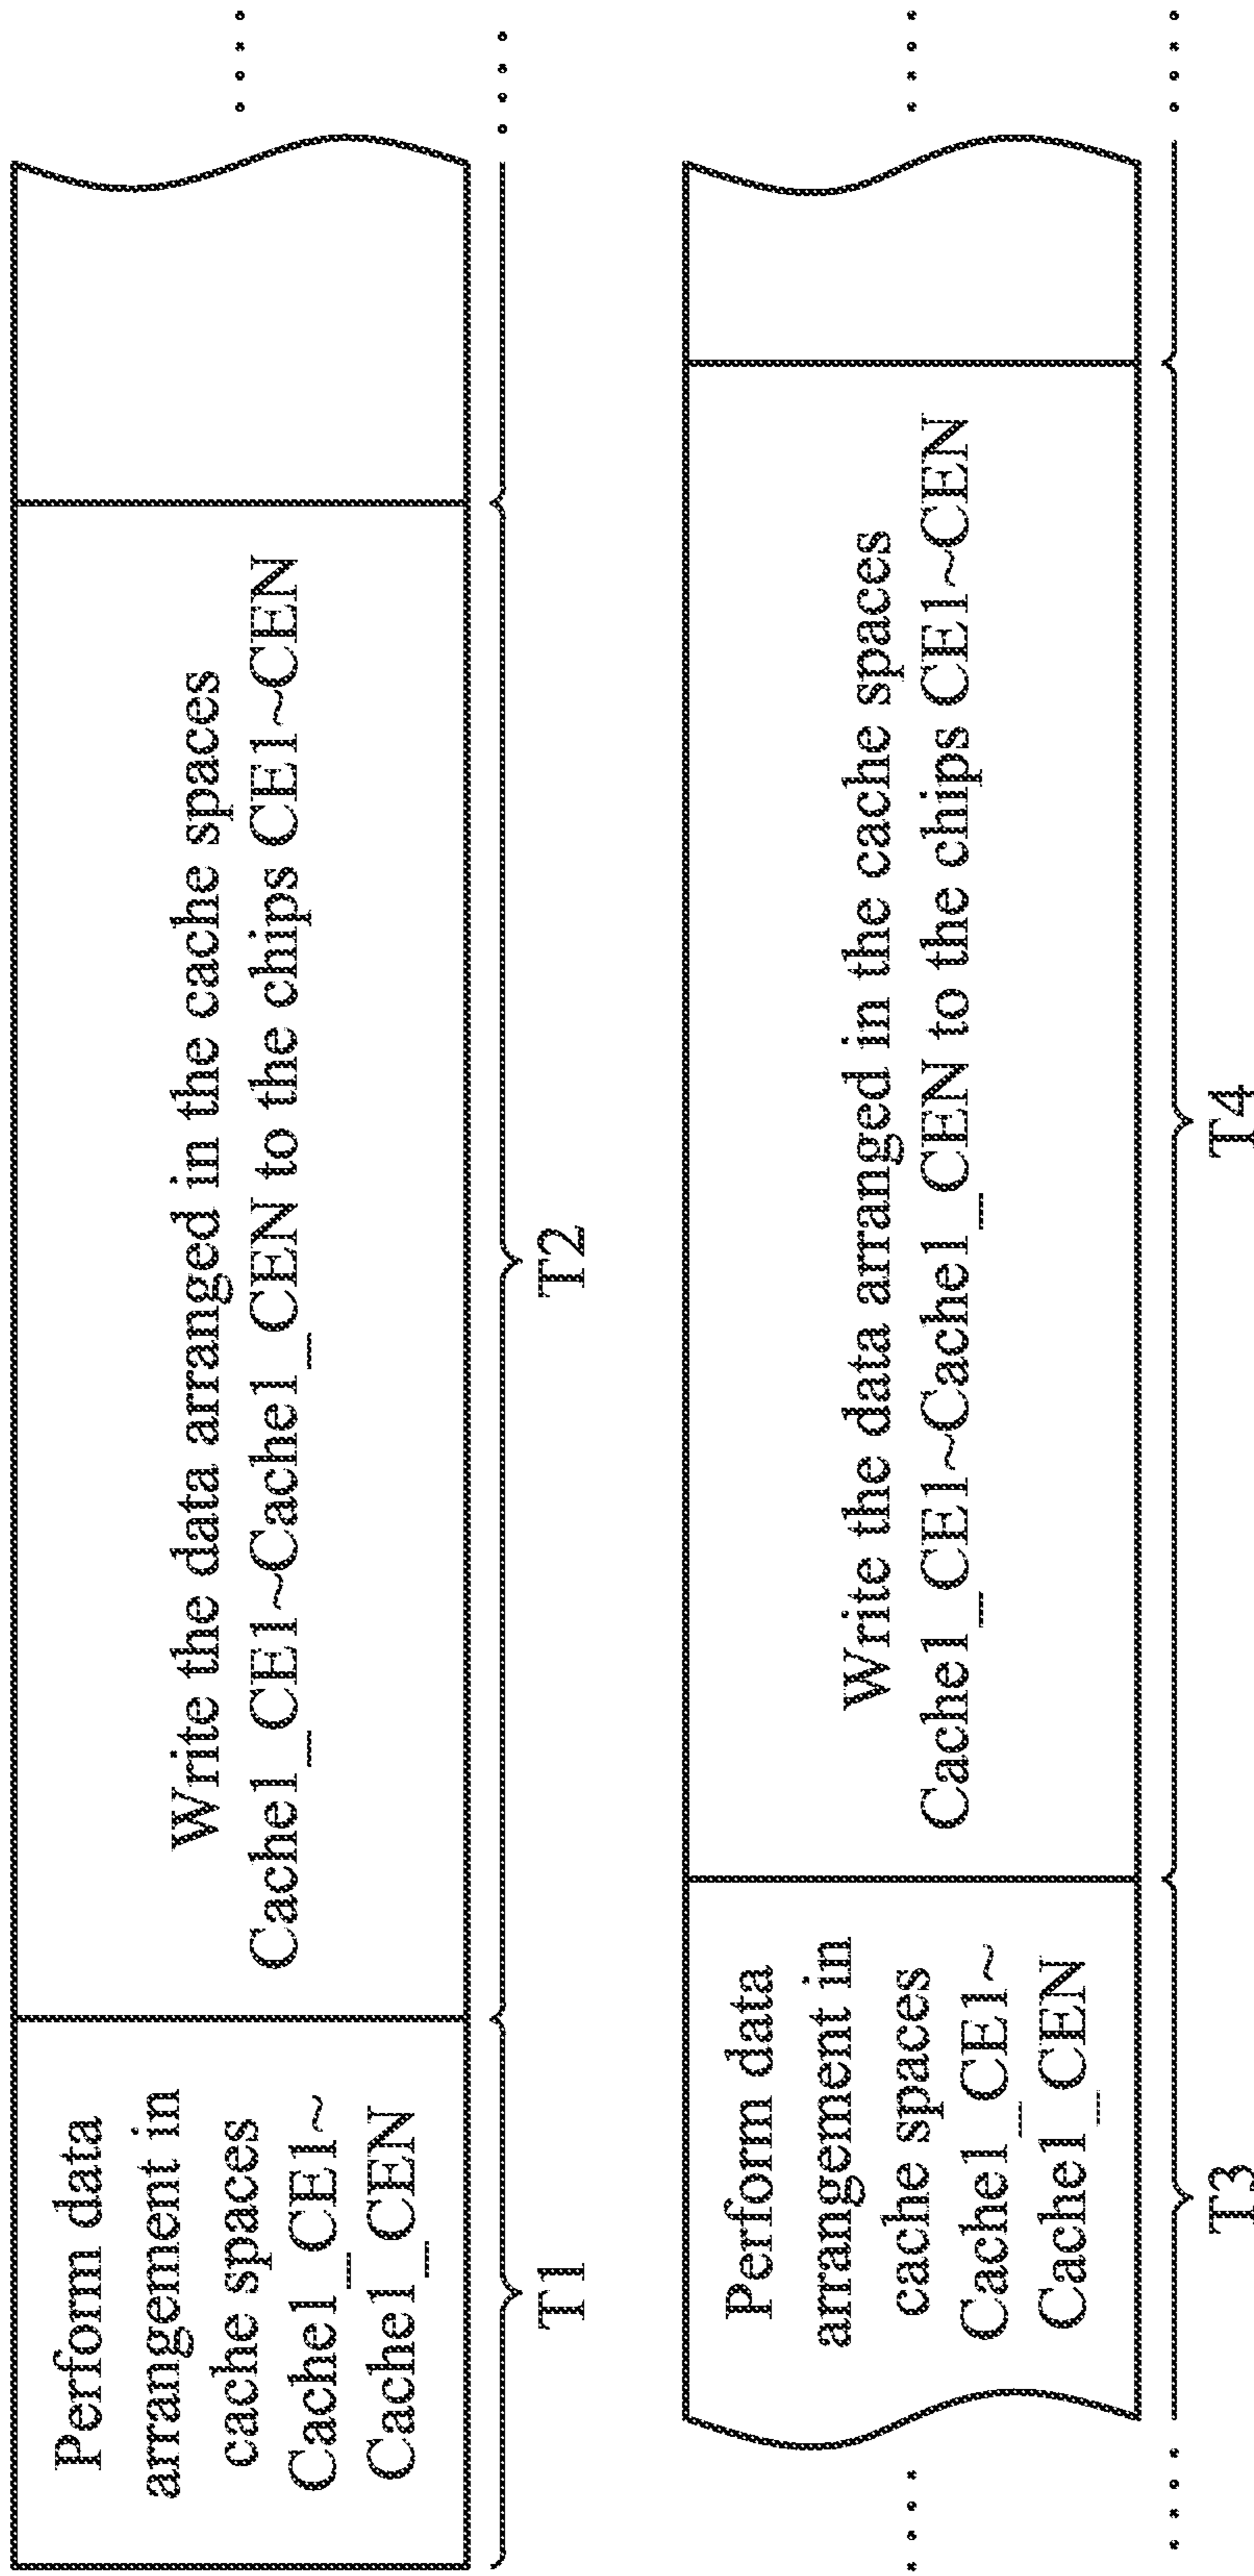 Perform data
arrangement in
cache spaces
Cache1_CE1~
Cache1_CEN
Write the data arranged in the cache spaces
Cache1_CE1~Cache1_CEN to the chips CE1~CEN
T1
T2
Perform data
arrangement in
cache spaces
Cache1_CE1~
Cache1_CEN
Write the data arranged in the cache spaces
Cache1_CE1~Cache1_CEN to the chips CE1~CEN
T3
T4